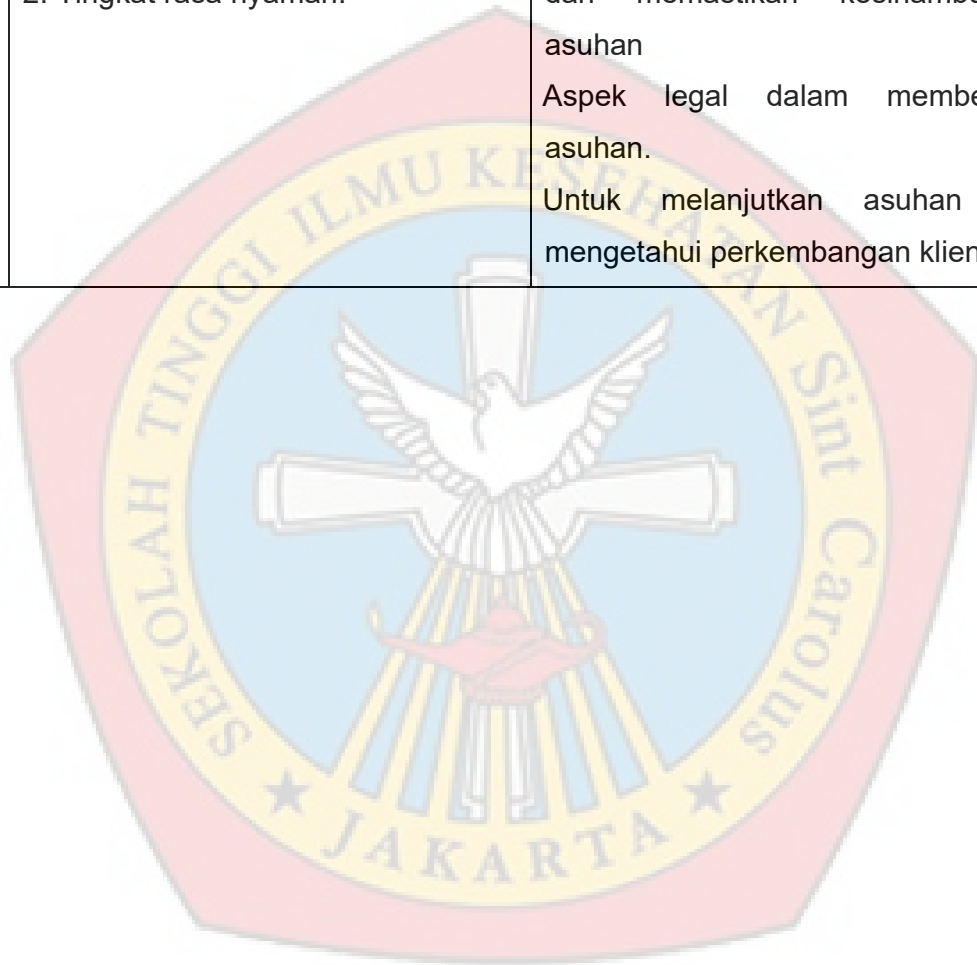 2. Tingkat rasa nyaman.
dan memastikan
asuhan
Aspek legal dalam
asuhan.
Untuk melanjutkan asuhan
mengetahui perkembangan klien
SEKOLAH TINGGI ILMU KESEHATAN Sint Carolus
★ JAKARTA ★